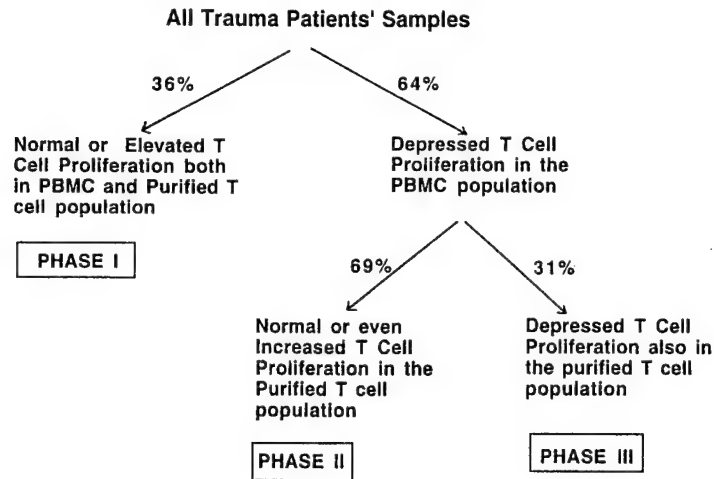 All Trauma Patients' Samples
36%
64%
Normal or Elevated T
Cell Proliferation both
in PBMC and Purified T
cell population
Depressed T Cell
Proliferation in the
PBMC population
PHASE I
69%
31%
Normal or even
Increased T Cell
Proliferation in the
Purified T cell
population
Depressed T Cell
Proliferation also in
the purified T cell
population
PHASE II
PHASE III